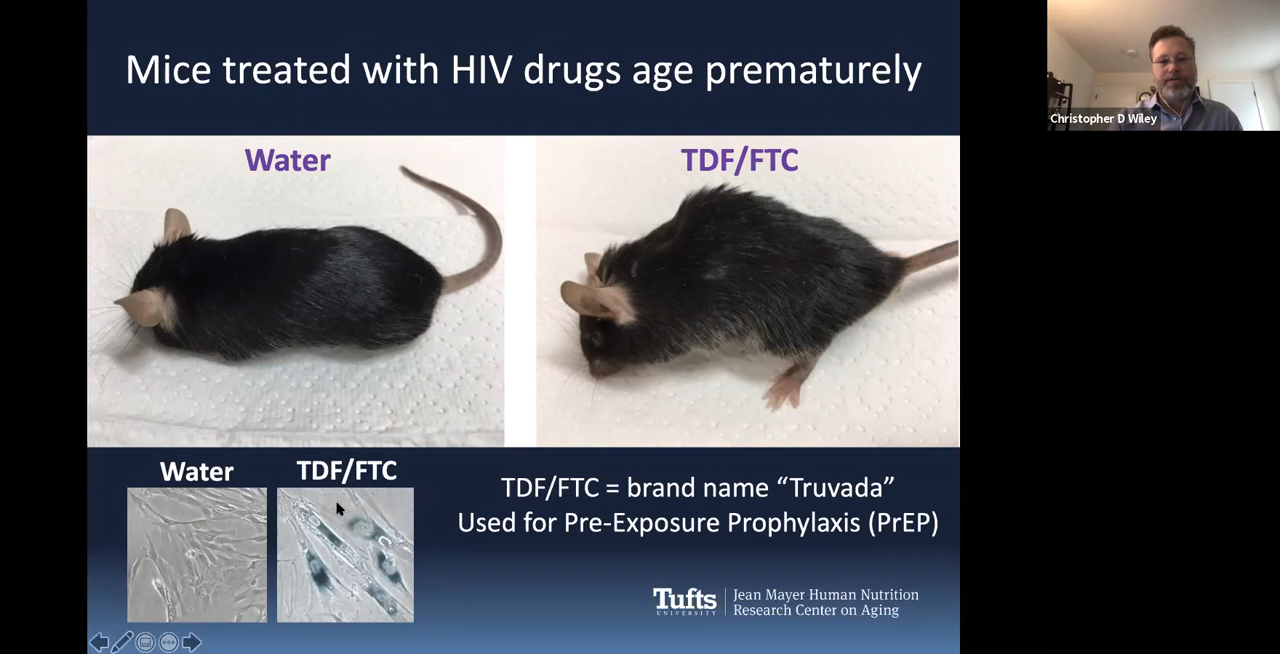 Mice treated with HIV drugs age prematurely
Christopher D Wiley
Water
TDF/FTC
Water
TDF/FTC
TDF/FTC = brand name “Truvada”
Used for Pre-Exposure Prophylaxis (PrEP)
Tufts
UNIVERSITY
Jean Mayer Human Nutrition
Research Center on Aging